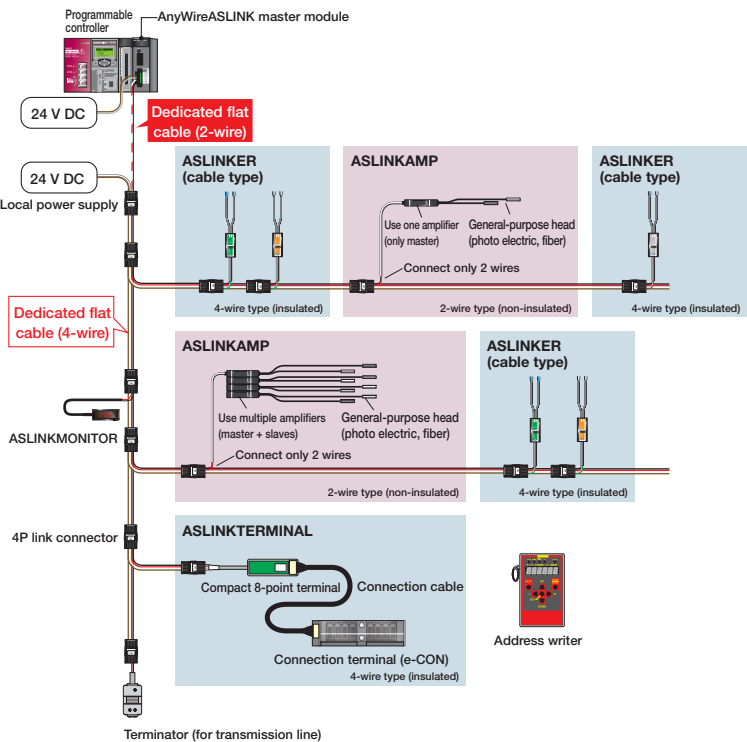 Programmable
controller
AnyWireASLINK master module
24 V DC
Dedicated flat
cable (2-wire)
24 V DC
Local power supply
ASLINKER
(cable type)
4-wire type (insulated)
ASLINKAMP
Use one amplifier
(only master)
General-purpose head
(photo electric, fiber)
Connect only 2 wires
2-wire type (non-insulated)
ASLINKER
(cable type)
4-wire type (insulated)
Dedicated flat
cable (4-wire)
ASLINKMONITOR
ASLINKAMP
Use multiple amplifiers
(master + slaves)
General-purpose head
(photo electric, fiber)
Connect only 2 wires
2-wire type (non-insulated)
ASLINKER
(cable type)
4-wire type (insulated)
4P link connector
ASLINKTERMINAL
Compact 8-point terminal
Connection cable
Connection terminal (e-CON)
4-wire type (insulated)
Address writer
Terminator (for transmission line)